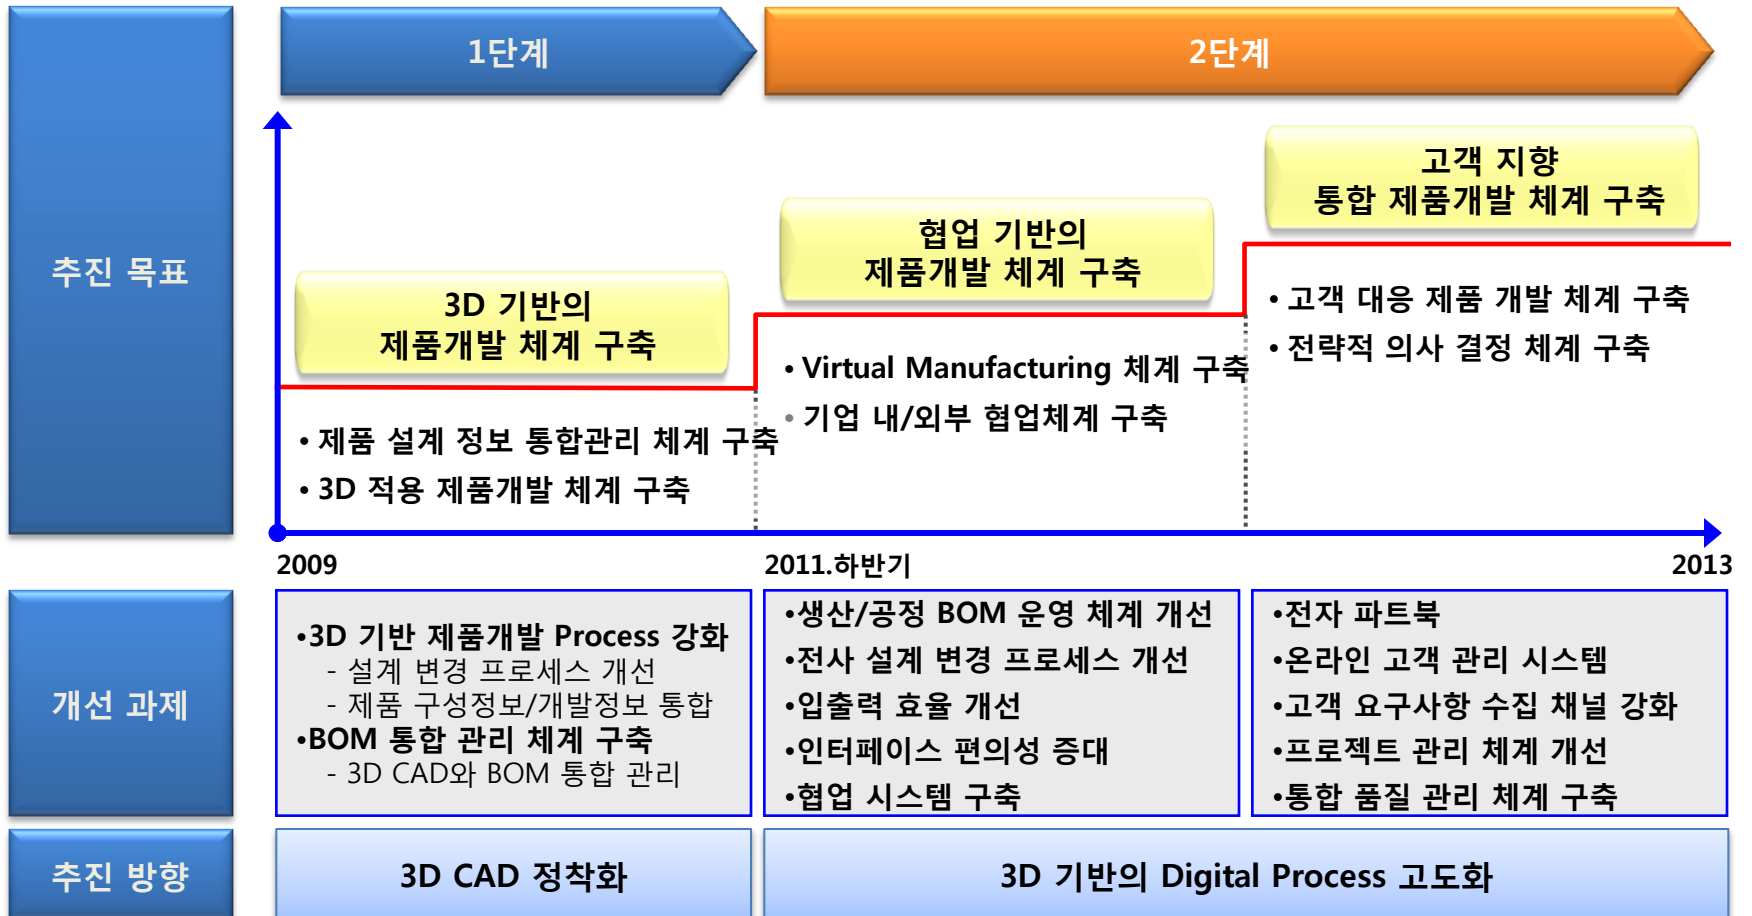 1단계
2단계
추진 목표
3D 기반의
제품개발 체계 구축
협업 기반의
제품개발 체계 구축
고객 지향
통합 제품개발 체계 구축
• 제품 설계 정보 통합관리 체계 구축
• 3D 적용 제품개발 체계 구축
• Virtual Manufacturing 체계 구축
• 기업 내/외부 협업체계 구축
• 고객 대응 제품 개발 체계 구축
• 전략적 의사 결정 체계 구축
2009
2011.하반기
2013
개선 과제
•3D 기반 제품개발 Process 강화
- 설계 변경 프로세스 개선
- 제품 구성정보/개발정보 통합
•BOM 통합 관리 체계 구축
- 3D CAD와 BOM 통합 관리
•생산/공정 BOM 운영 체계 개선
•전사 설계 변경 프로세스 개선
•입출력 효율 개선
•인터페이스 편의성 증대
•협업 시스템 구축
•전자 파트북
•온라인 고객 관리 시스템
•고객 요구사항 수집 채널 강화
•프로젝트 관리 체계 개선
•통합 품질 관리 체계 구축
추진 방향
3D CAD 정착화
3D 기반의 Digital Process 고도화